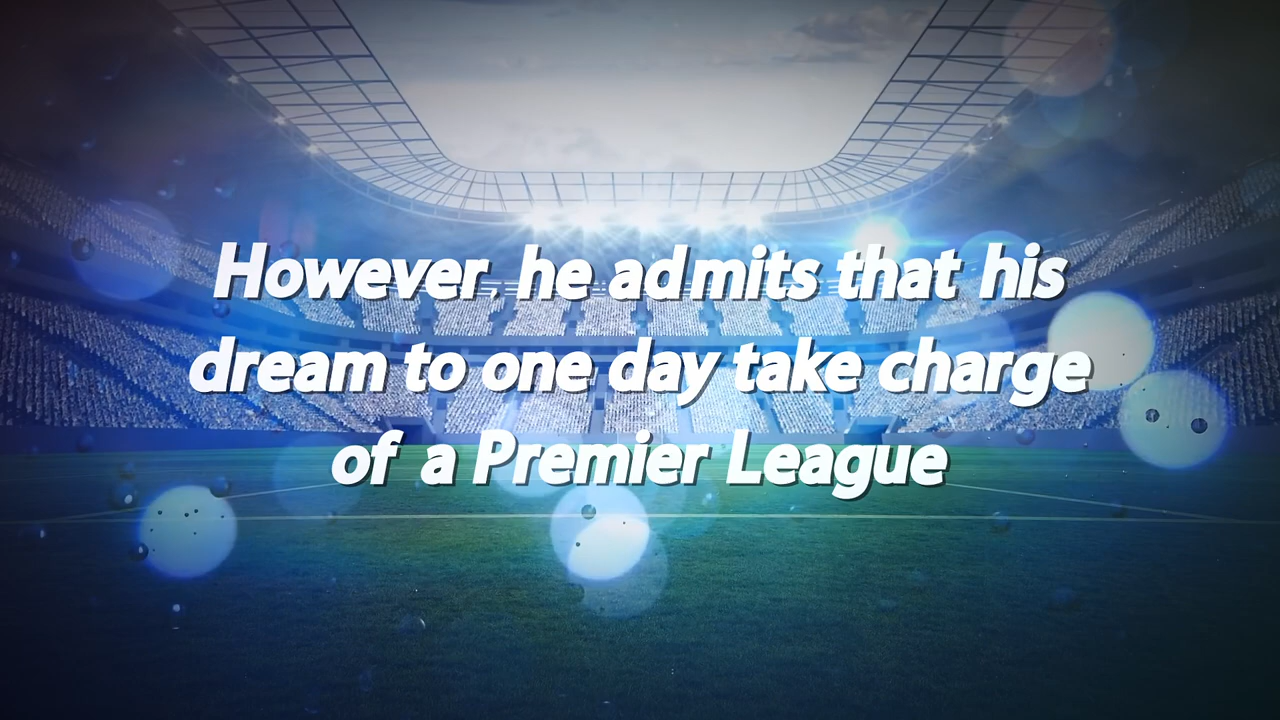 However, he admits that his
dream to one day take charge
of a Premier League